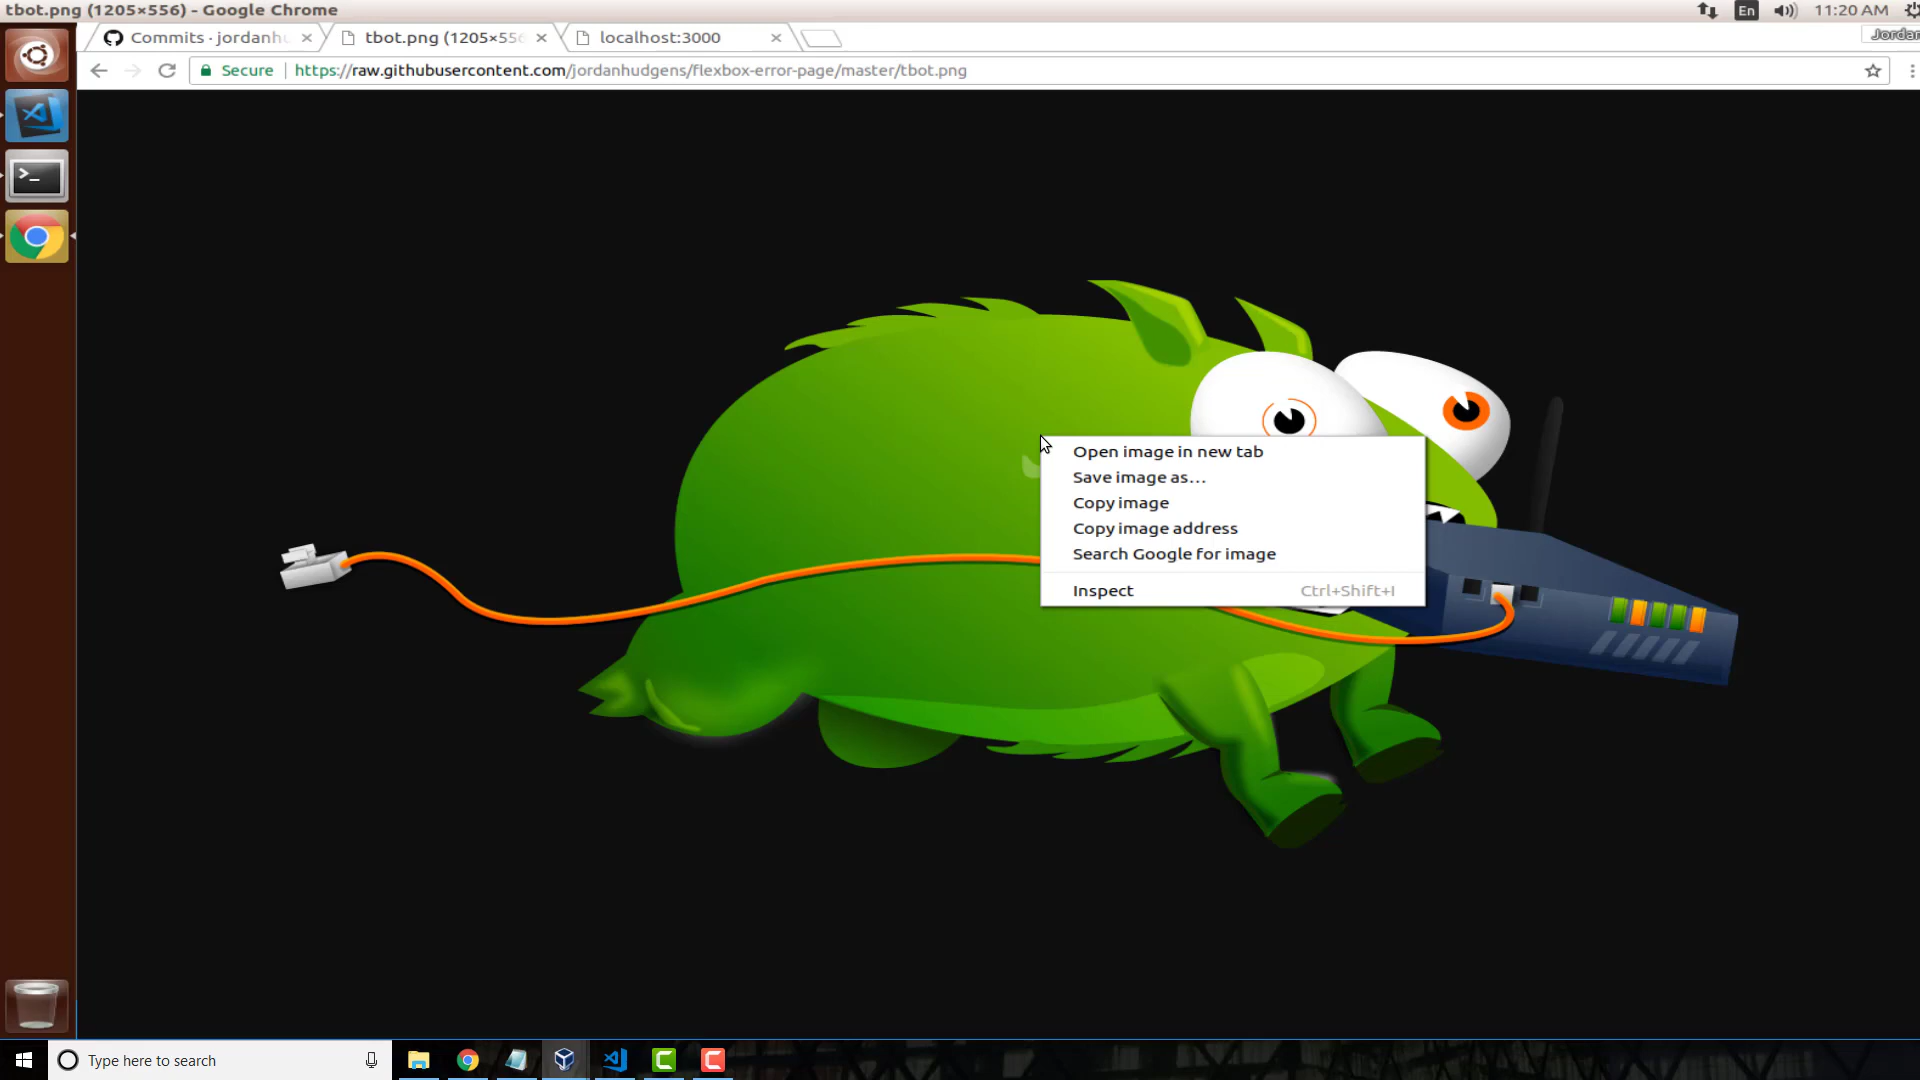 tbot.png (1205×556) - Google Chrome
En
11:20 AM
Commits · jordanhu
tbot.png (1205×55
localhost:3000
Jordan
Secure
https://raw.githubusercontent.com/jordanhudgens/flexbox-error-page/master/tbot.png
>_
Open image in new tab
Save image as...
Copy image
Copy image address
Search Google for image
Inspect Ctrl+Shift+I
Type here to search